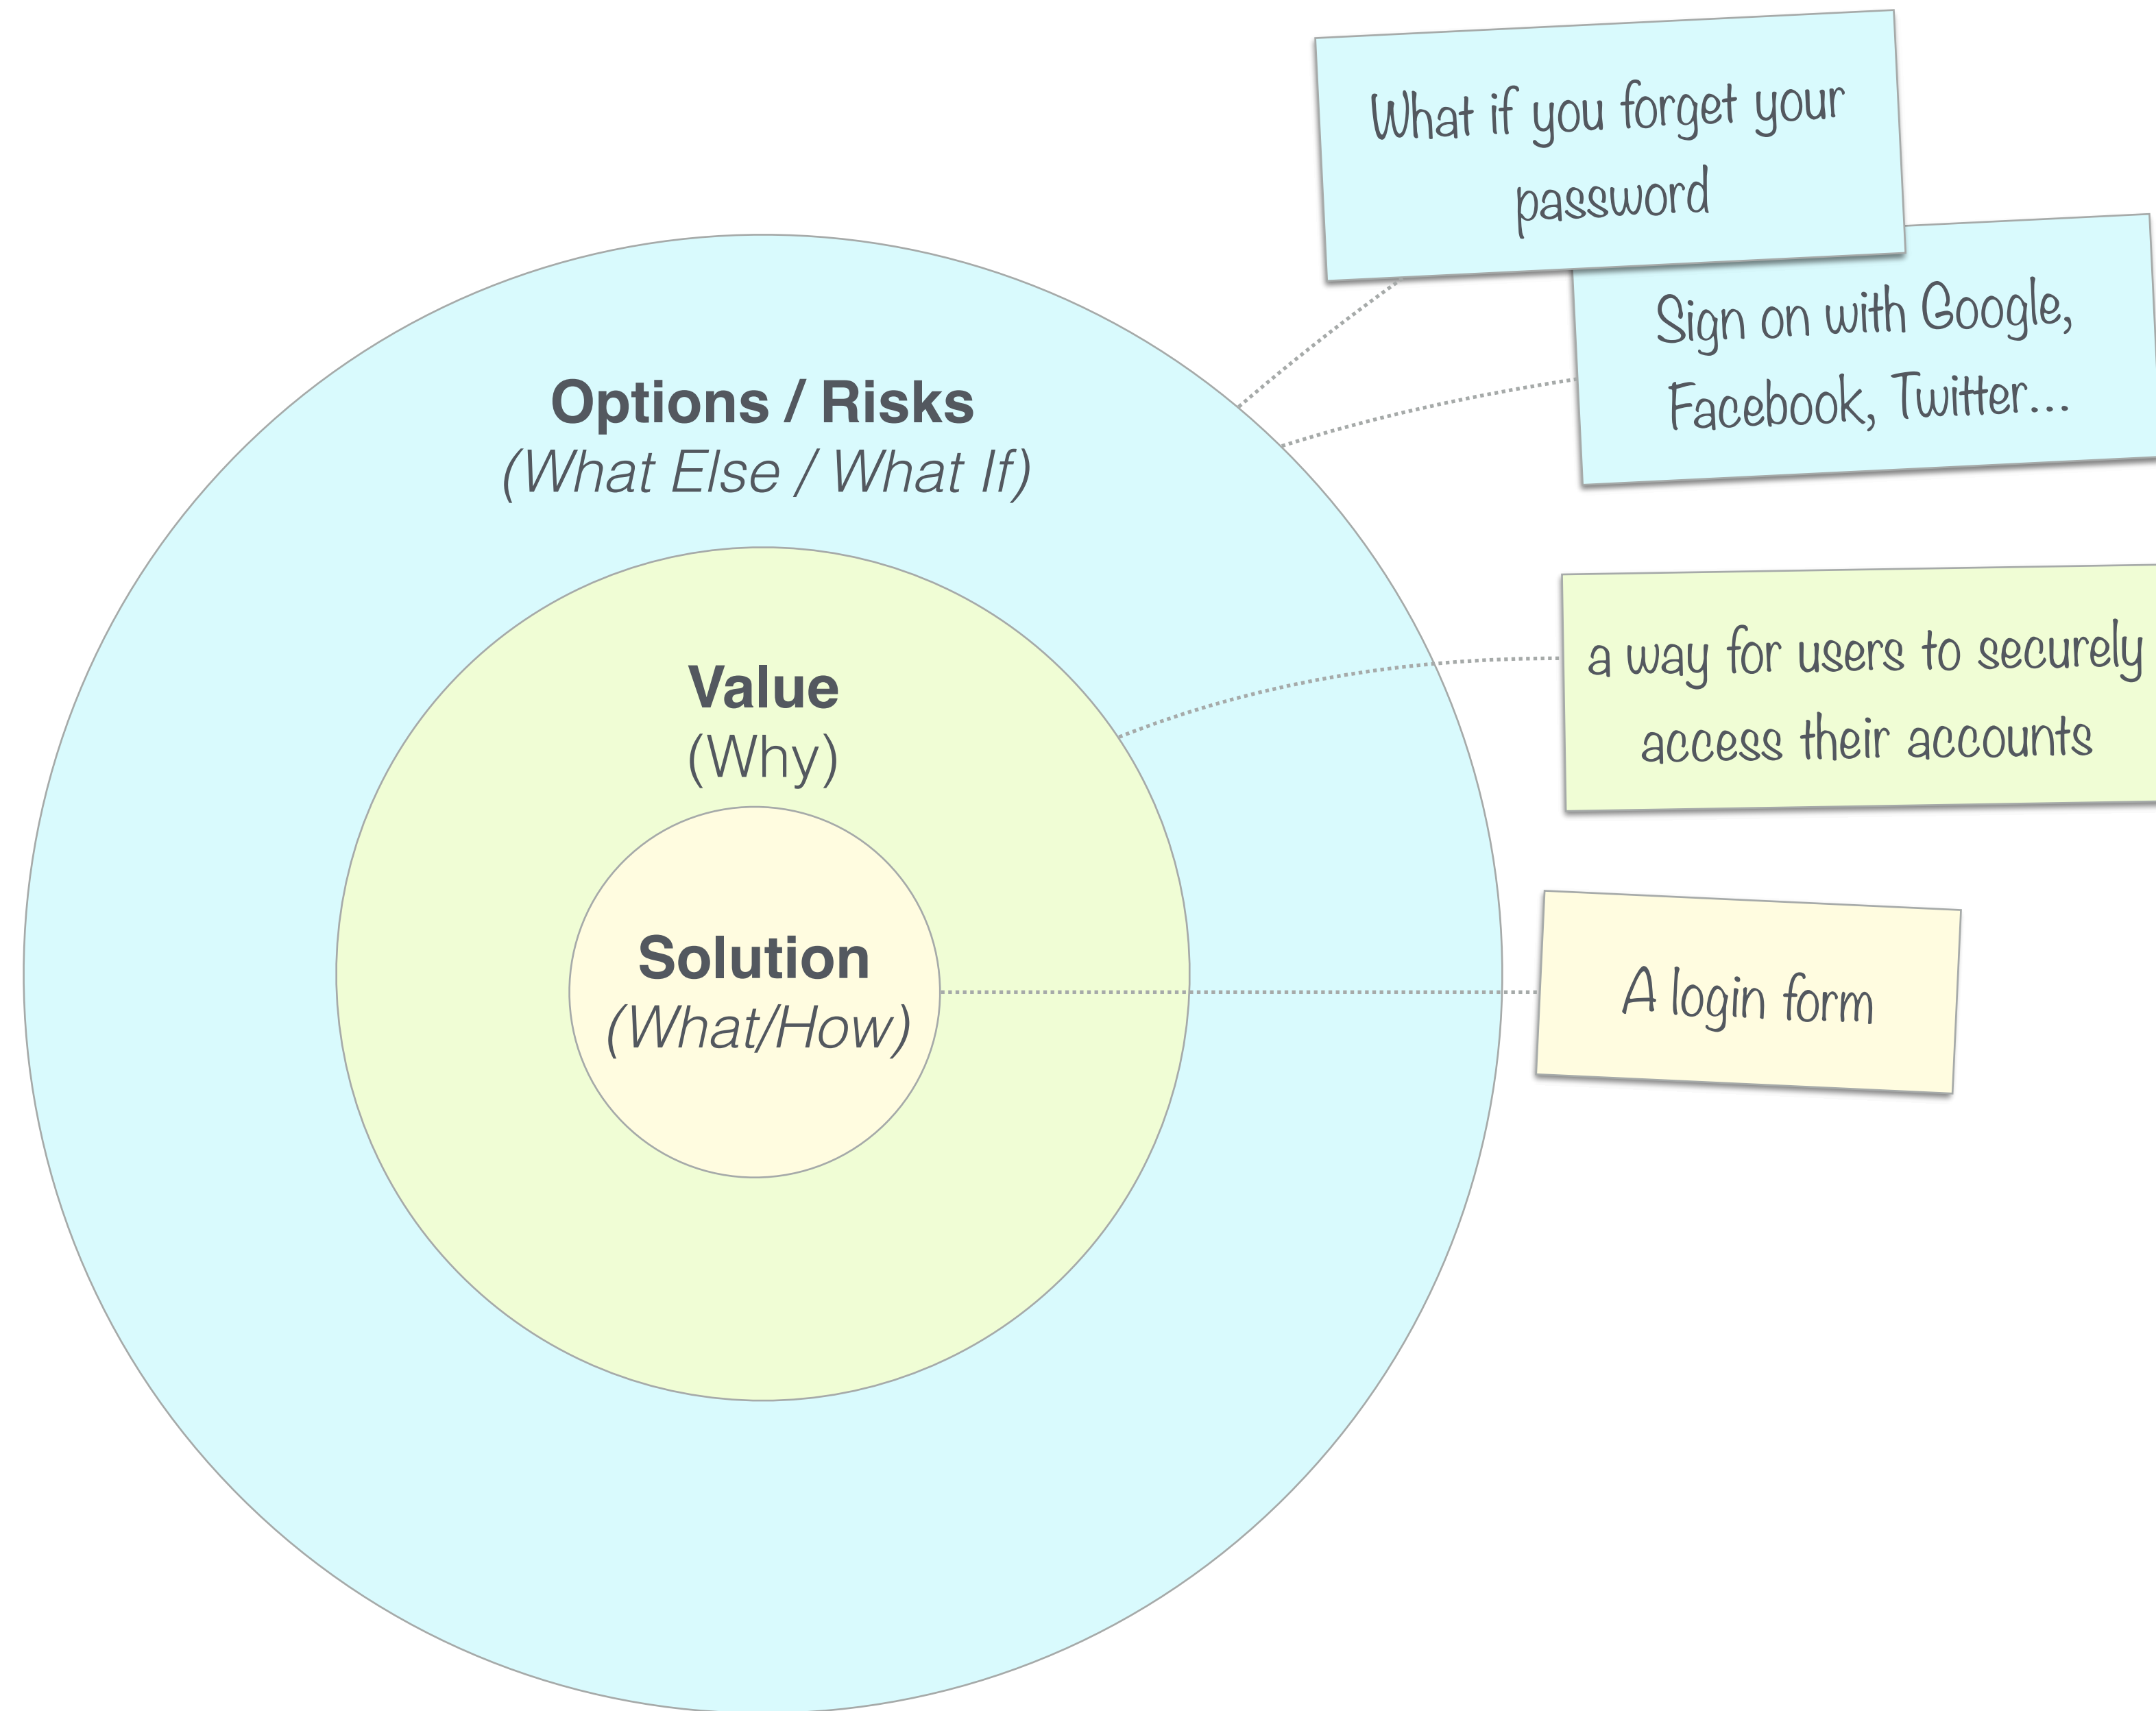 What if you forget your
password
Sign on with Google,
Facebook, Twitter...
Options / Risks
(What Else / What If)
a way for users to securely
access their accounts
Value
(Why)
Solution
(What/How)
A login form